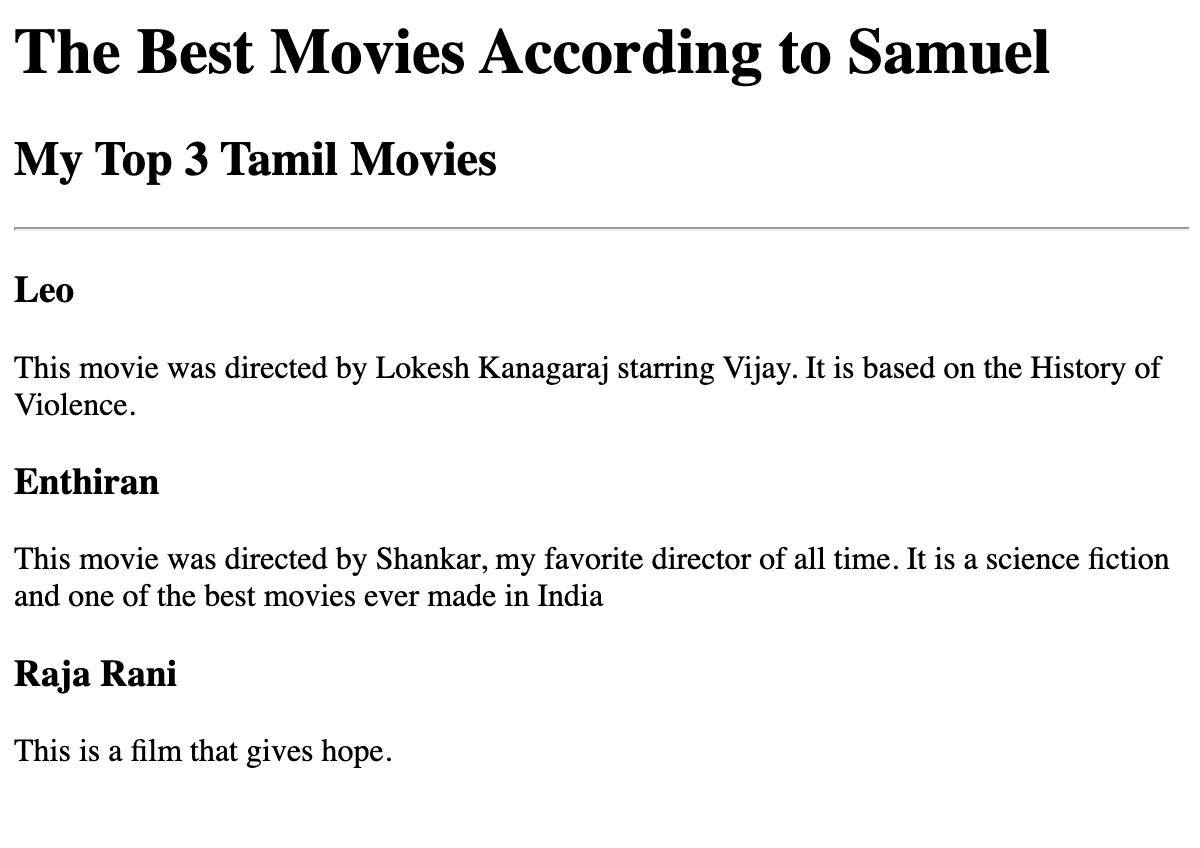 The Best Movies According to Samuel
My Top 3 Tamil Movies
Leo
This movie was directed by Lokesh Kanagaraj starring Vijay. It is based on the History of
Violence.
Enthiran
This movie was directed by Shankar, my favorite director of all time. It is a science fiction
and one of the best movies ever made in India
Raja Rani
This is a film that gives hope.